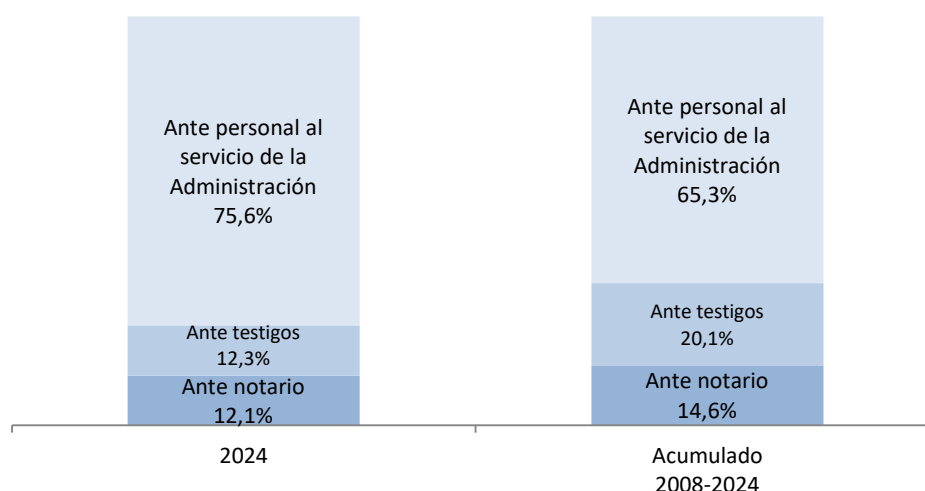 Ante personal al
servicio de la
Administración
75,6%
Ante testigos
12,3%
Ante notario
12,1%
Ante personal al
servicio de la
Administración
65,3%
Ante testigos
20,1%
Ante notario
14,6%
2024
Acumulado
2008-2024